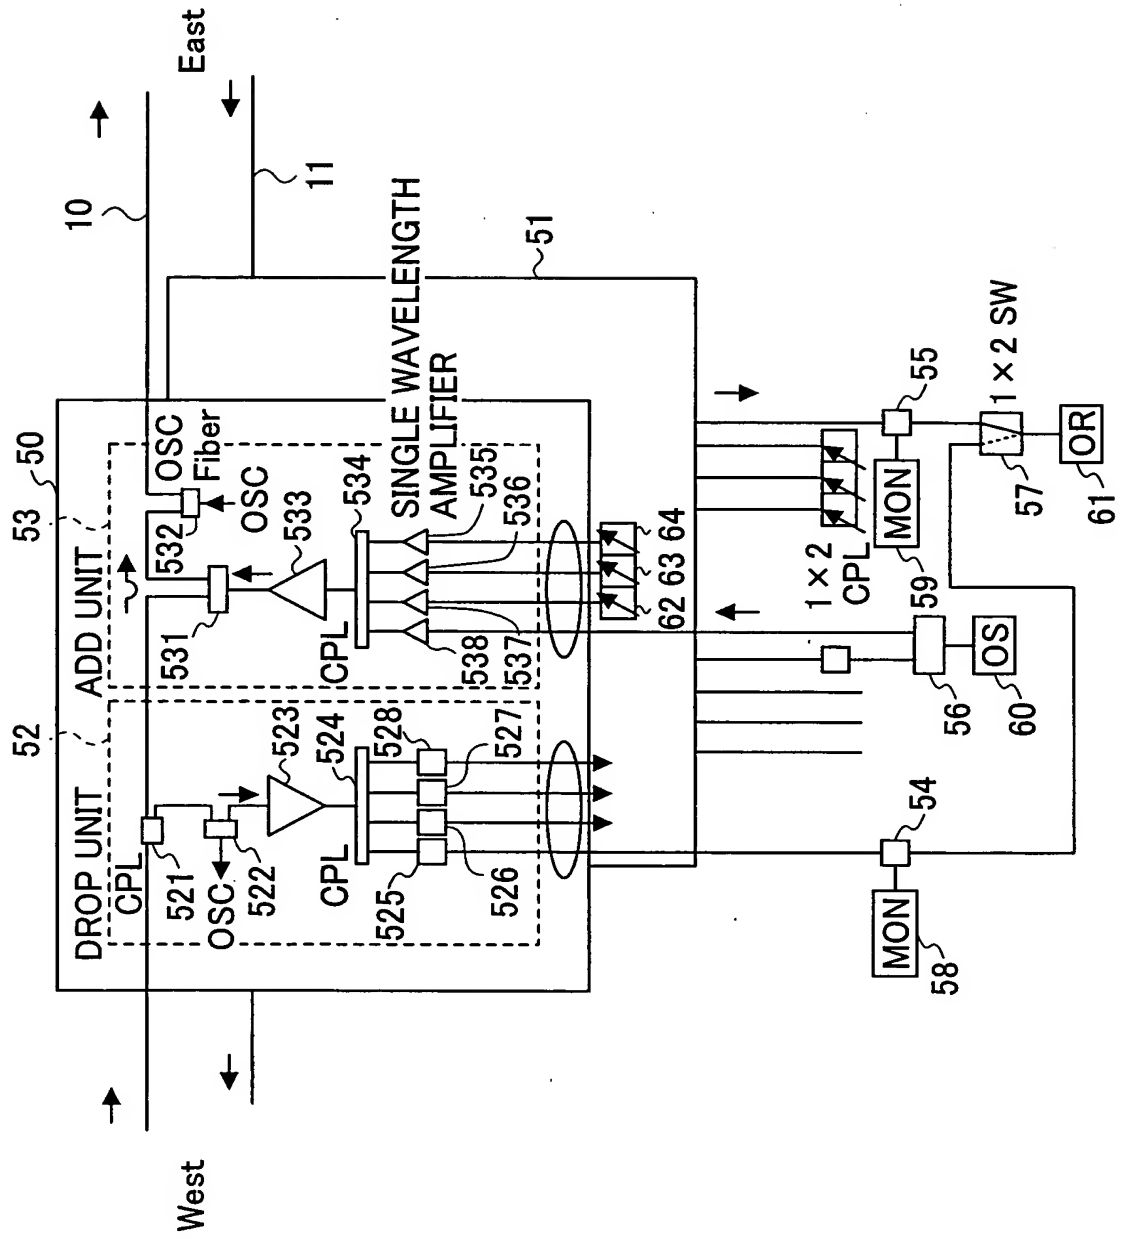 50
52
53
DROP UNIT
ADD UNIT
CPL
521
OSC
522
523
CPL
524
525
526
527
528
531
532
OSC
Fiber
OSC
533
534
CPL
SINGLE WAVELENGTH
AMPLIFIER
535
536
537
538
10
11
East
West
51
62
63
64
1×2
CPL
54
55
MON
58
MON
59
56
OS
60
1×2 SW
57
OR
61